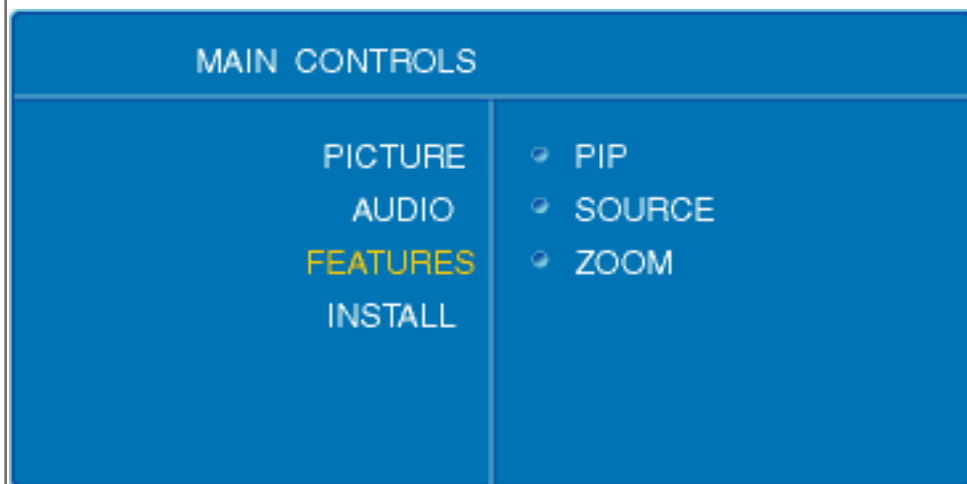 MAIN CONTROLS
PICTURE
AUDIO
FEATURES
INSTALL
PIP
SOURCE
ZOOM